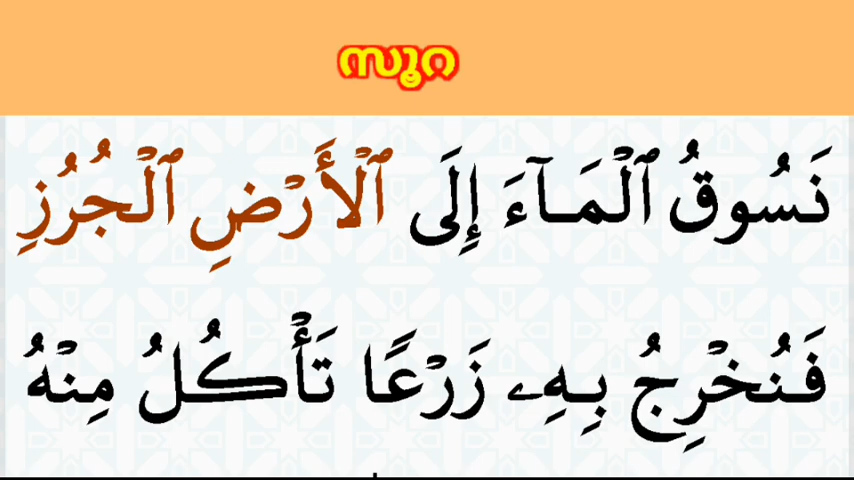 സൂറ
نَسُوقُ ٱلْمَآءَ إِلَى ٱلْأَرْضِ ٱلْجُرُزِ
فَنُخْرِجُ بِهِۦ زَرْعًا تَأْكُلُ مِنْهُ